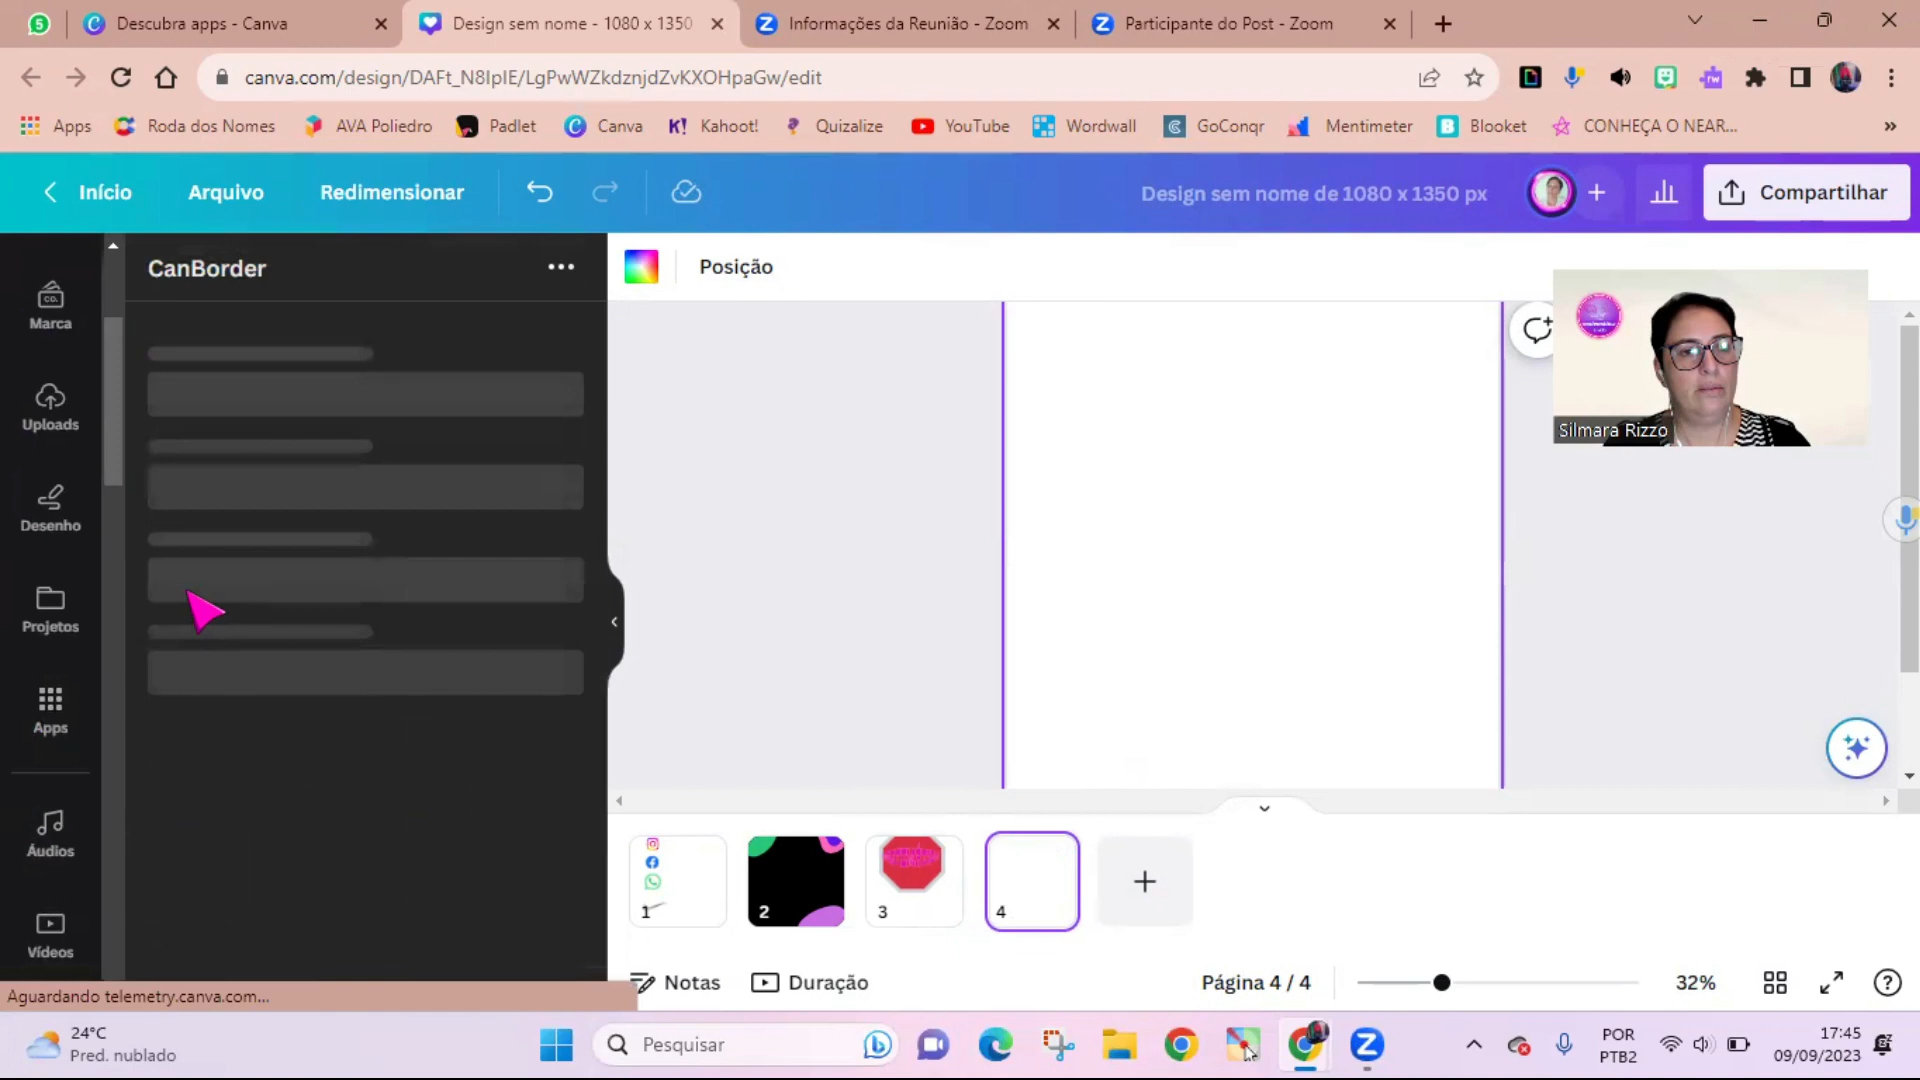 5
Descubra apps - Canva
Design sem nome - 1080 x 1350
Informações da Reunião - Zoom
Participante do Post - Zoom
canva.com/design/DAFt_N8IpIE/LgPwWZkdznjdZvKXOHpaGw/edit
Apps
Roda dos Nomes
AVA Poliedro
Padlet
Canva
Kahoot!
Quizalize
YouTube
Wordwall
GoConqr
Mentimeter
Blooket
CONHEÇA O NEAR...
Início
Arquivo
Redimensionar
Design sem nome de 1080 x 1350 px
Compartilhar
CanBorder
Posição
CO.
Marca
Uploads
Desenho
Projetos
Apps
Áudios
Vídeos
Silmara Rizzo
1
2
3
4
Notas
Duração
Página 4 / 4
32%
Aguardando telemetry.canva.com...
24°C
Pred. nublado
Pesquisar
POR
PTB2
17:45
09/09/2023